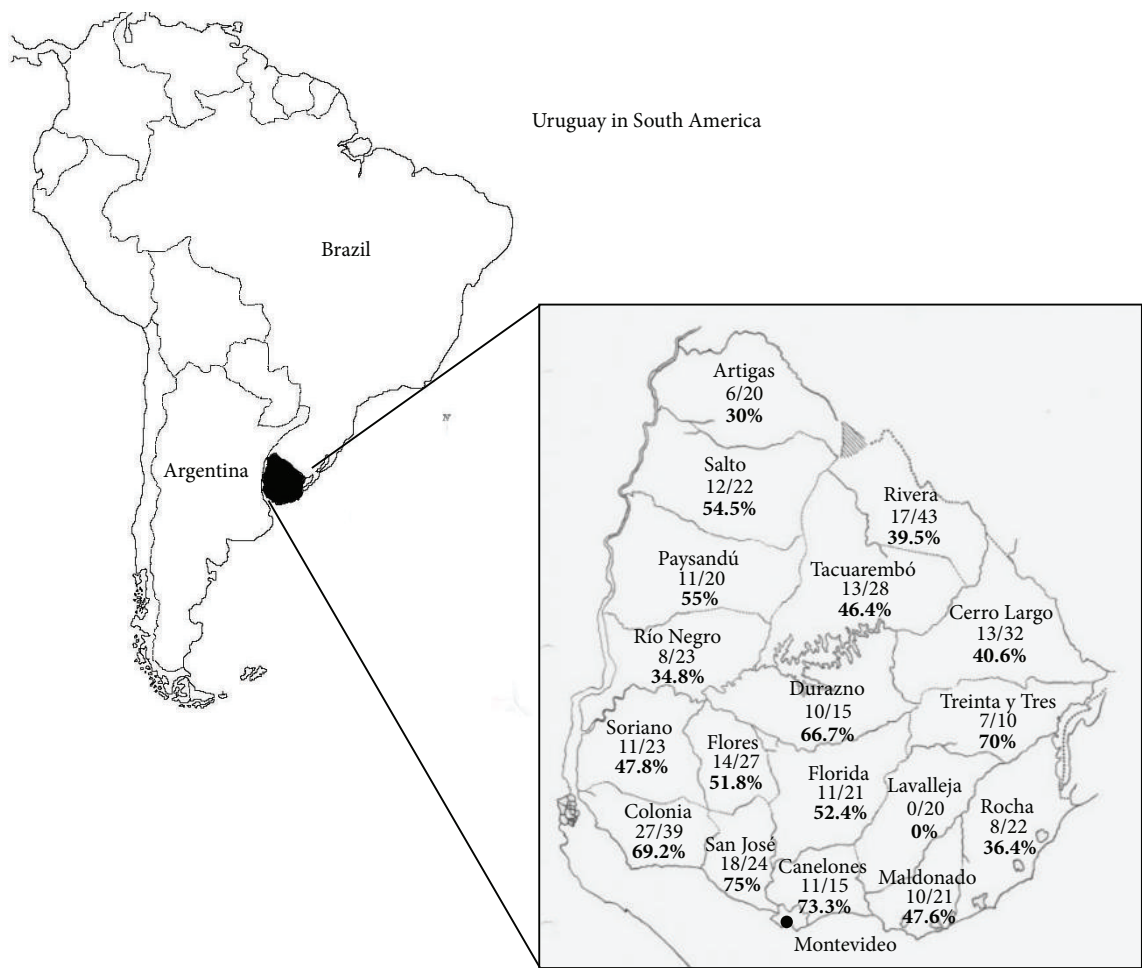 Uruguay in South America
Brazil
Argentina
Artigas
6/20
30%
Salto
12/22
54.5%
Rivera
17/43
39.5%
Paysandú
11/20
55%
Tacuarembó
13/28
46.4%
Cerro Largo
13/32
40.6%
Río Negro
8/23
34.8%
Durazno
10/15
66.7%
Treinta y Tres
7/10
70%
Soriano
11/23
47.8%
Flores
14/27
51.8%
Florida
11/21
52.4%
Lavalleja
0/20
0%
Rocha
8/22
36.4%
Colonia
27/39
69.2%
San José
18/24
75%
Canelones
11/15
73.3%
Maldonado
10/21
47.6%
Montevideo